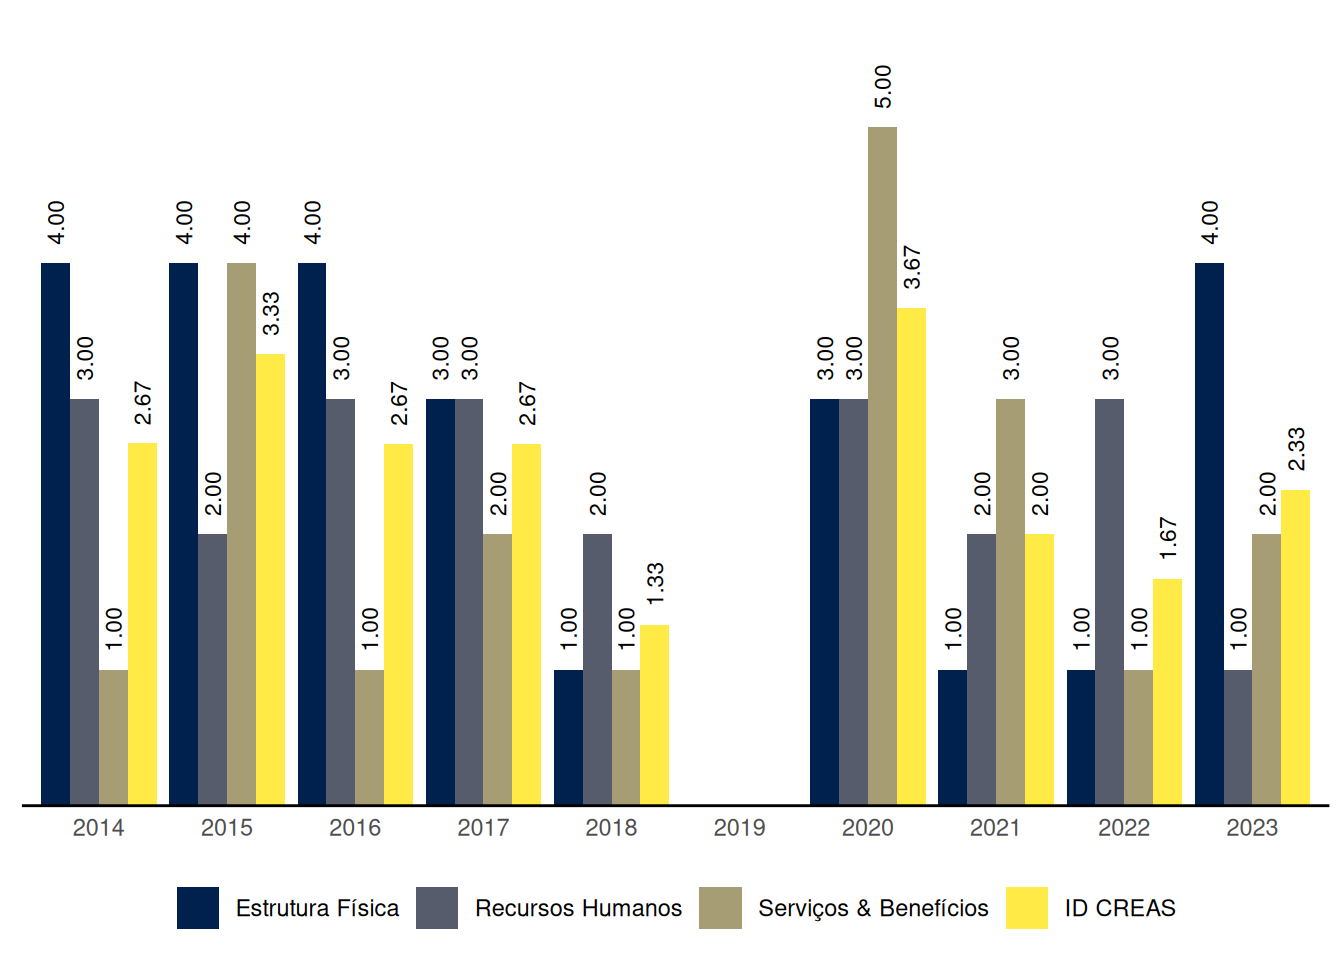 4.00 3.00 1.00 2.67
4.00 2.00 4.00 3.33
4.00 3.00 1.00 2.67
3.00 3.00 2.00 2.67
1.00 2.00 1.00 1.33
3.00 3.00 5.00 3.67
1.00 2.00 3.00 2.00
1.00 3.00 1.00 1.67
4.00 1.00 2.00 2.33
2014 2015 2016 2017 2018 2019 2020 2021 2022 2023
Estrutura Física Recursos Humanos Serviços & Benefícios ID CREAS